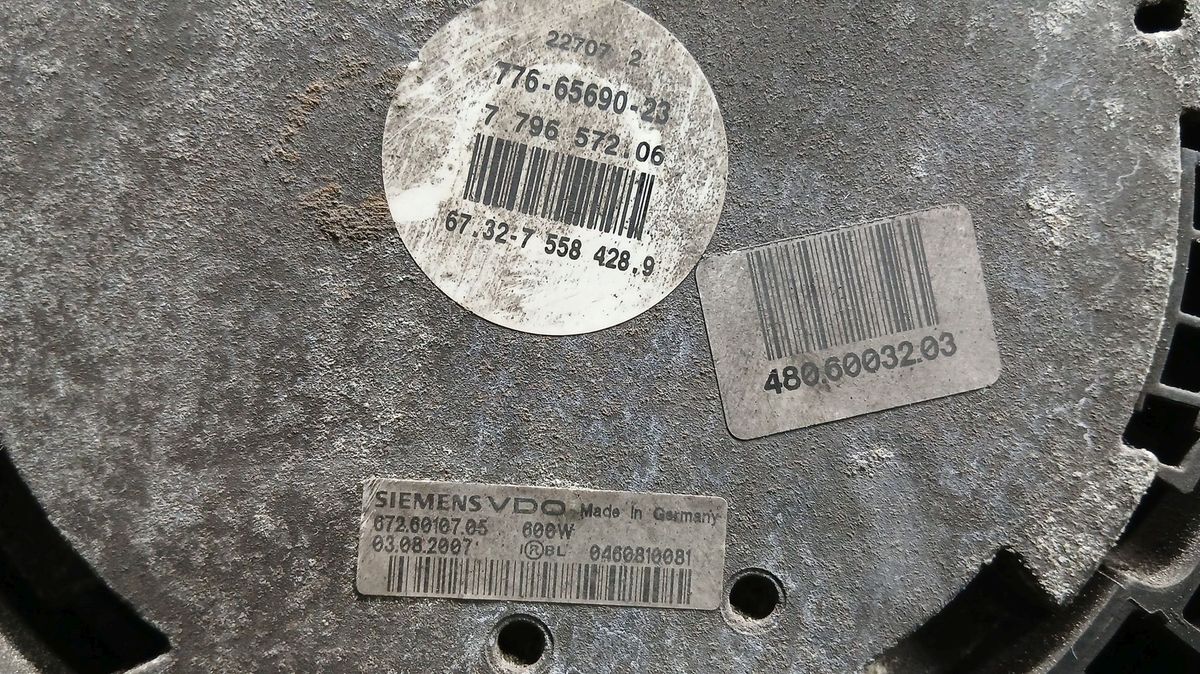 22707 2
776-65690-23
7 796 572.06
67.32-7 558 428.9
480.60032.03
SIEMENS VDO Made in Germany
672.60107.05 600W
03.08.2007 I®BL 0460810081